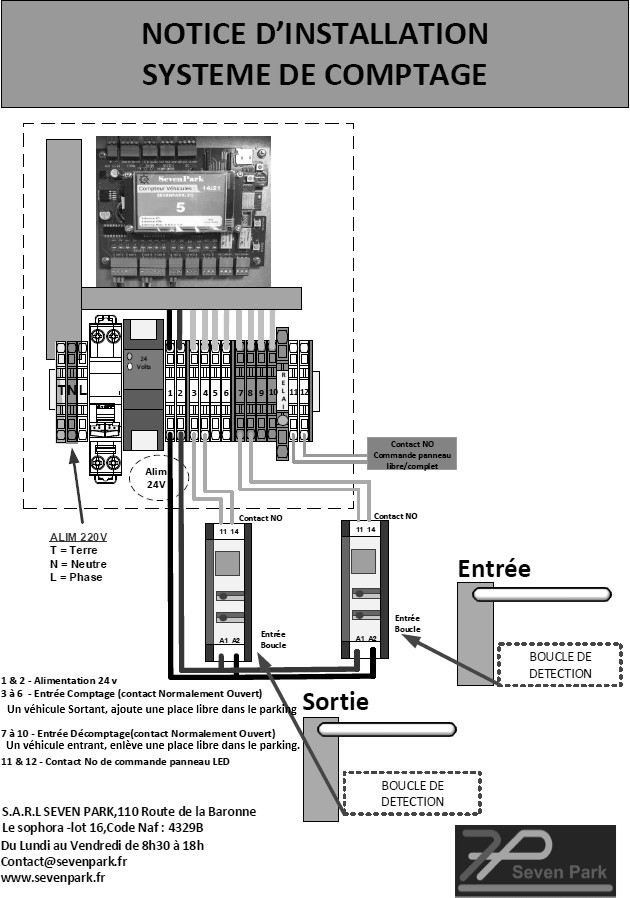 NOTICE D'INSTALLATION
SYSTEME DE COMPTAGE
SevenPark
Compteur Véhicules :
14:21
5
24
Volts
T N L
1 2 3 4 5 6 7 8 9 10
RELAI
11 12
Contact NO
Commande panneau
libre/complet
Alim
24V
ALIM 220V
T = Terre
N = Neutre
L = Phase
Contact NO
11 14
A1 A2
Entrée
Boucle
Contact NO
11 14
A1 A2
Entrée
Boucle
Entrée
BOUCLE DE
DETECTION
Sortie
BOUCLE DE
DETECTION
1 & 2 - Alimentation 24 v
3 à 6 - Entrée Comptage (contact Normalement Ouvert)
Un véhicule Sortant, ajoute une place libre dans le parking
7 à 10 - Entrée Décomptage(contact Normalement Ouvert)
Un véhicule entrant, enlève une place libre dans le parking.
11 & 12 - Contact No de commande panneau LED
S.A.R.L SEVEN PARK,110 Route de la Baronne
Le sophora -lot 16,Code Naf : 4329B
Du Lundi au Vendredi de 8h30 à 18h
Contact@sevenpark.fr
www.sevenpark.fr
7P
Seven Park